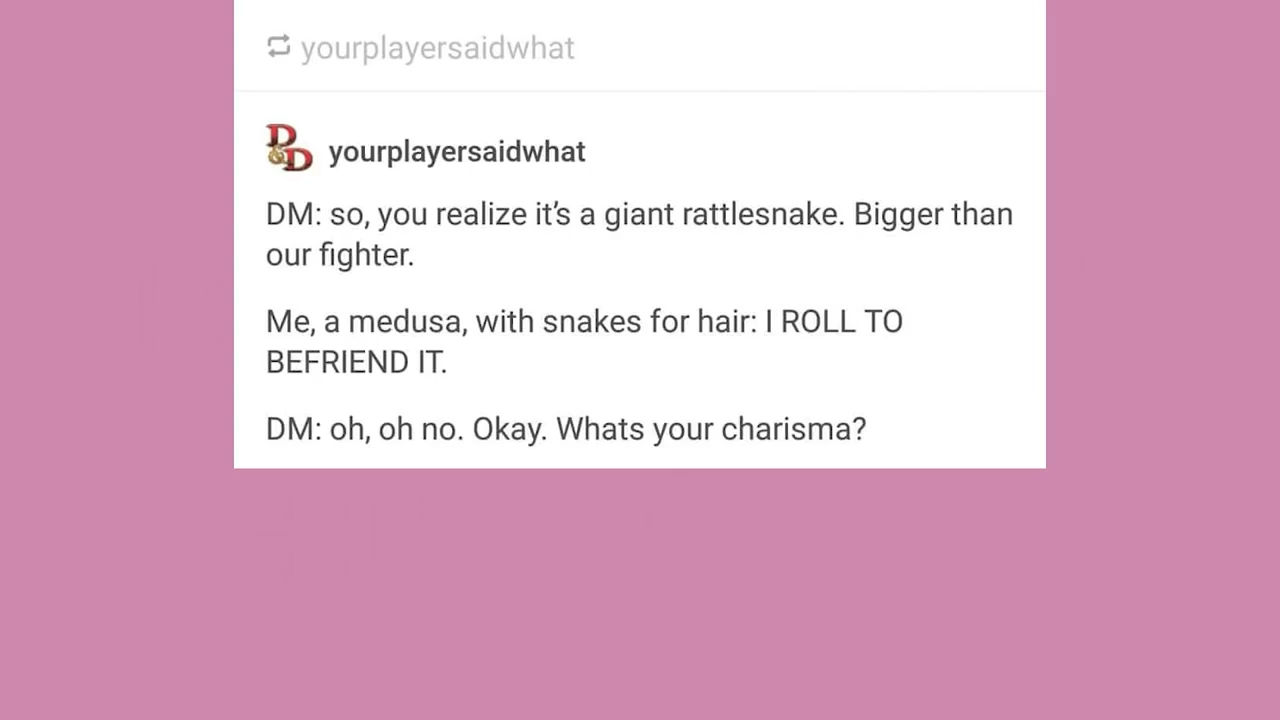 yourplayersaidwhat
D&D
yourplayersaidwhat
DM: so, you realize it's a giant rattlesnake. Bigger than
our fighter.
Me, a medusa, with snakes for hair: I ROLL TO
BEFRIEND IT.
DM: oh, oh no. Okay. Whats your charisma?